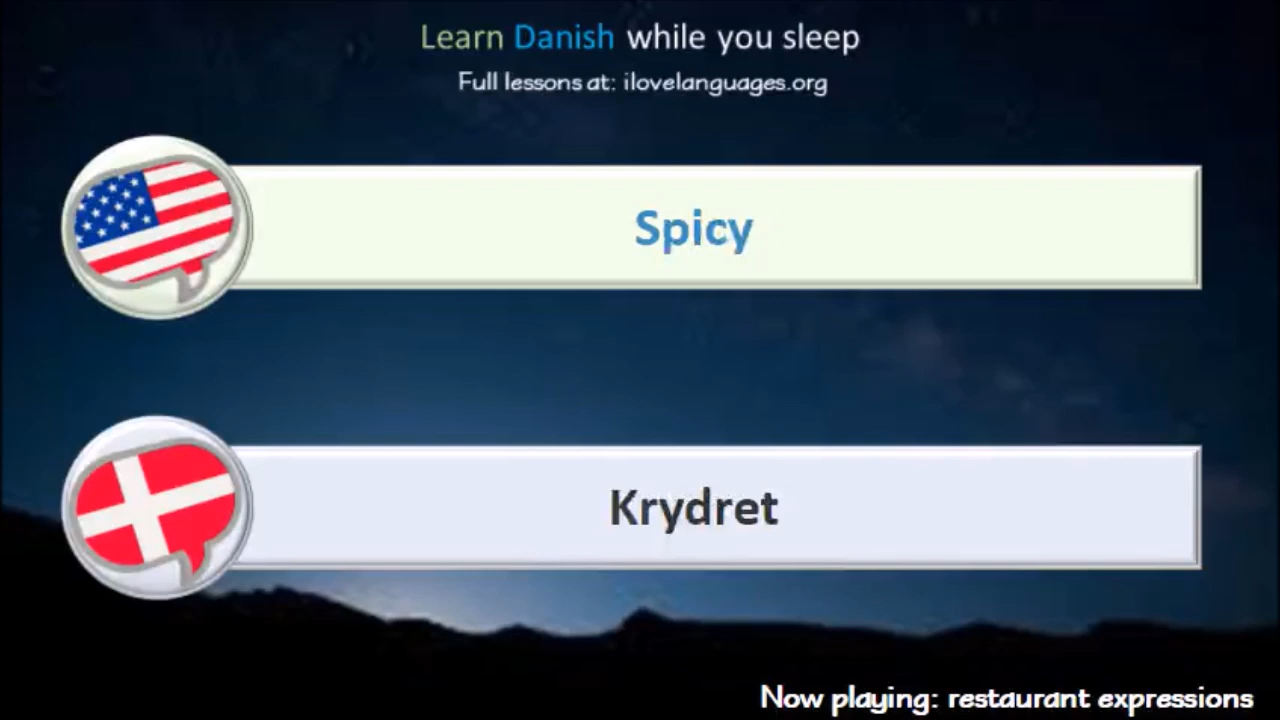 Learn Danish while you sleep
Full lessons at: ilovelanguages.org
Spicy
Krydret
Now playing: restaurant expressions